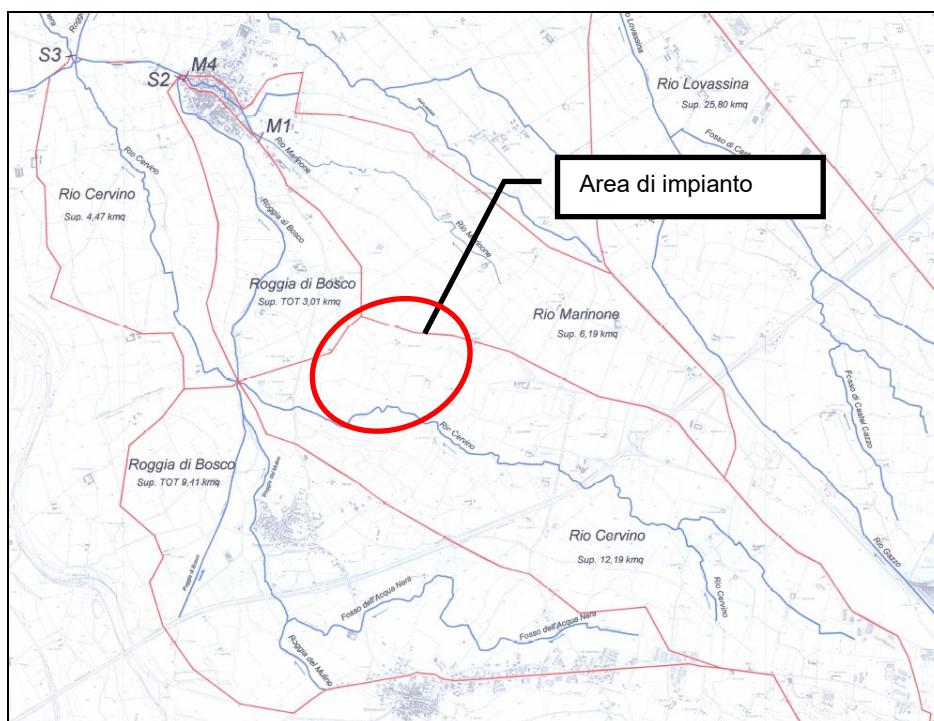 S3
M4
S2
M1
Rio Lovassina
Sup. 25,80 kmq
Fosso di Castel
Rio Marinone
Rio Cervino
Area di impianto
Rio Cervino
Sup. 4,47 kmq
Roggia di Bosco
Rio Marinone
Roggia di Bosco
Sup. TOT 3,01 kmq
Rio Marinone
Sup. 6,19 kmq
Fosso di Castel Gazzo
Rio Cervino
Roggia di Bosco
Sup. TOT 9,41 kmq
Roggia del Mulino
Rio Cervino
Sup. 12,19 kmq
Rio Gazzo
Roggia di Bosco
Fosso dell'Acqua Nera
Rio Cervino
Fosso dell'Acqua Nera
Roggia del Mulino